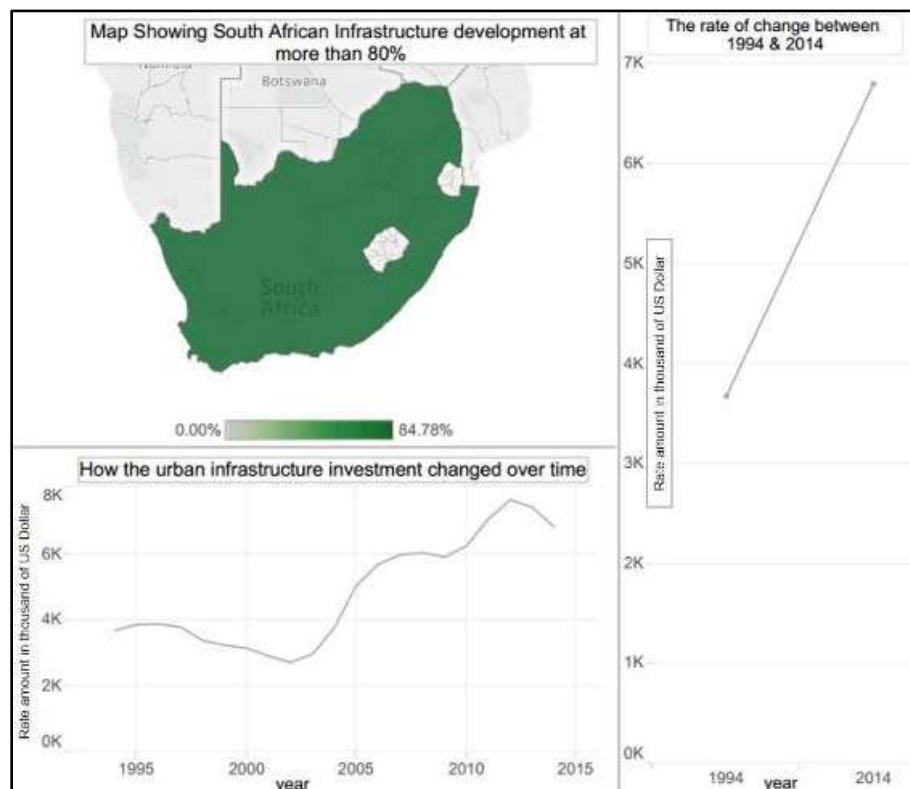 Map Showing South African Infrastructure development at
more than 80%
Namibia
Botswana
South
Africa
0.00%
84.78%
The rate of change between
1994 & 2014
7K
6K
5K
4K
3K
2K
1K
0K
Rate amount in thousand of US Dollar
1994
year
2014
How the urban infrastructure investment changed over time
Rate amount in thousand of US Dollar
8K
6K
4K
2K
0K
1995
2000
2005
2010
2015
year